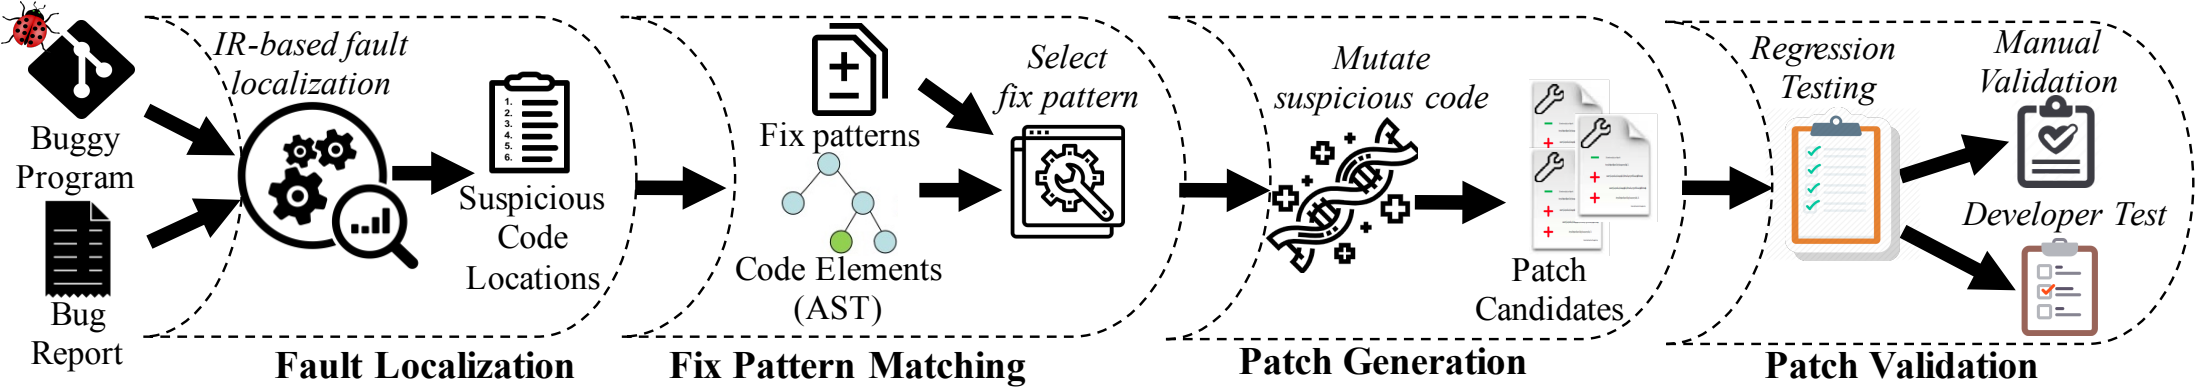 Buggy
Program
Bug
Report
IR-based fault
localization
1.
2.
3.
4.
5.
6.
Suspicious
Code
Locations
Fault Localization
Fix patterns
Code Elements
(AST)
Select
fix pattern
Fix Pattern Matching
Mutate
suspicious code
Patch
Candidates
Patch Generation
Regression
Testing
Manual
Validation
Developer Test
Patch Validation